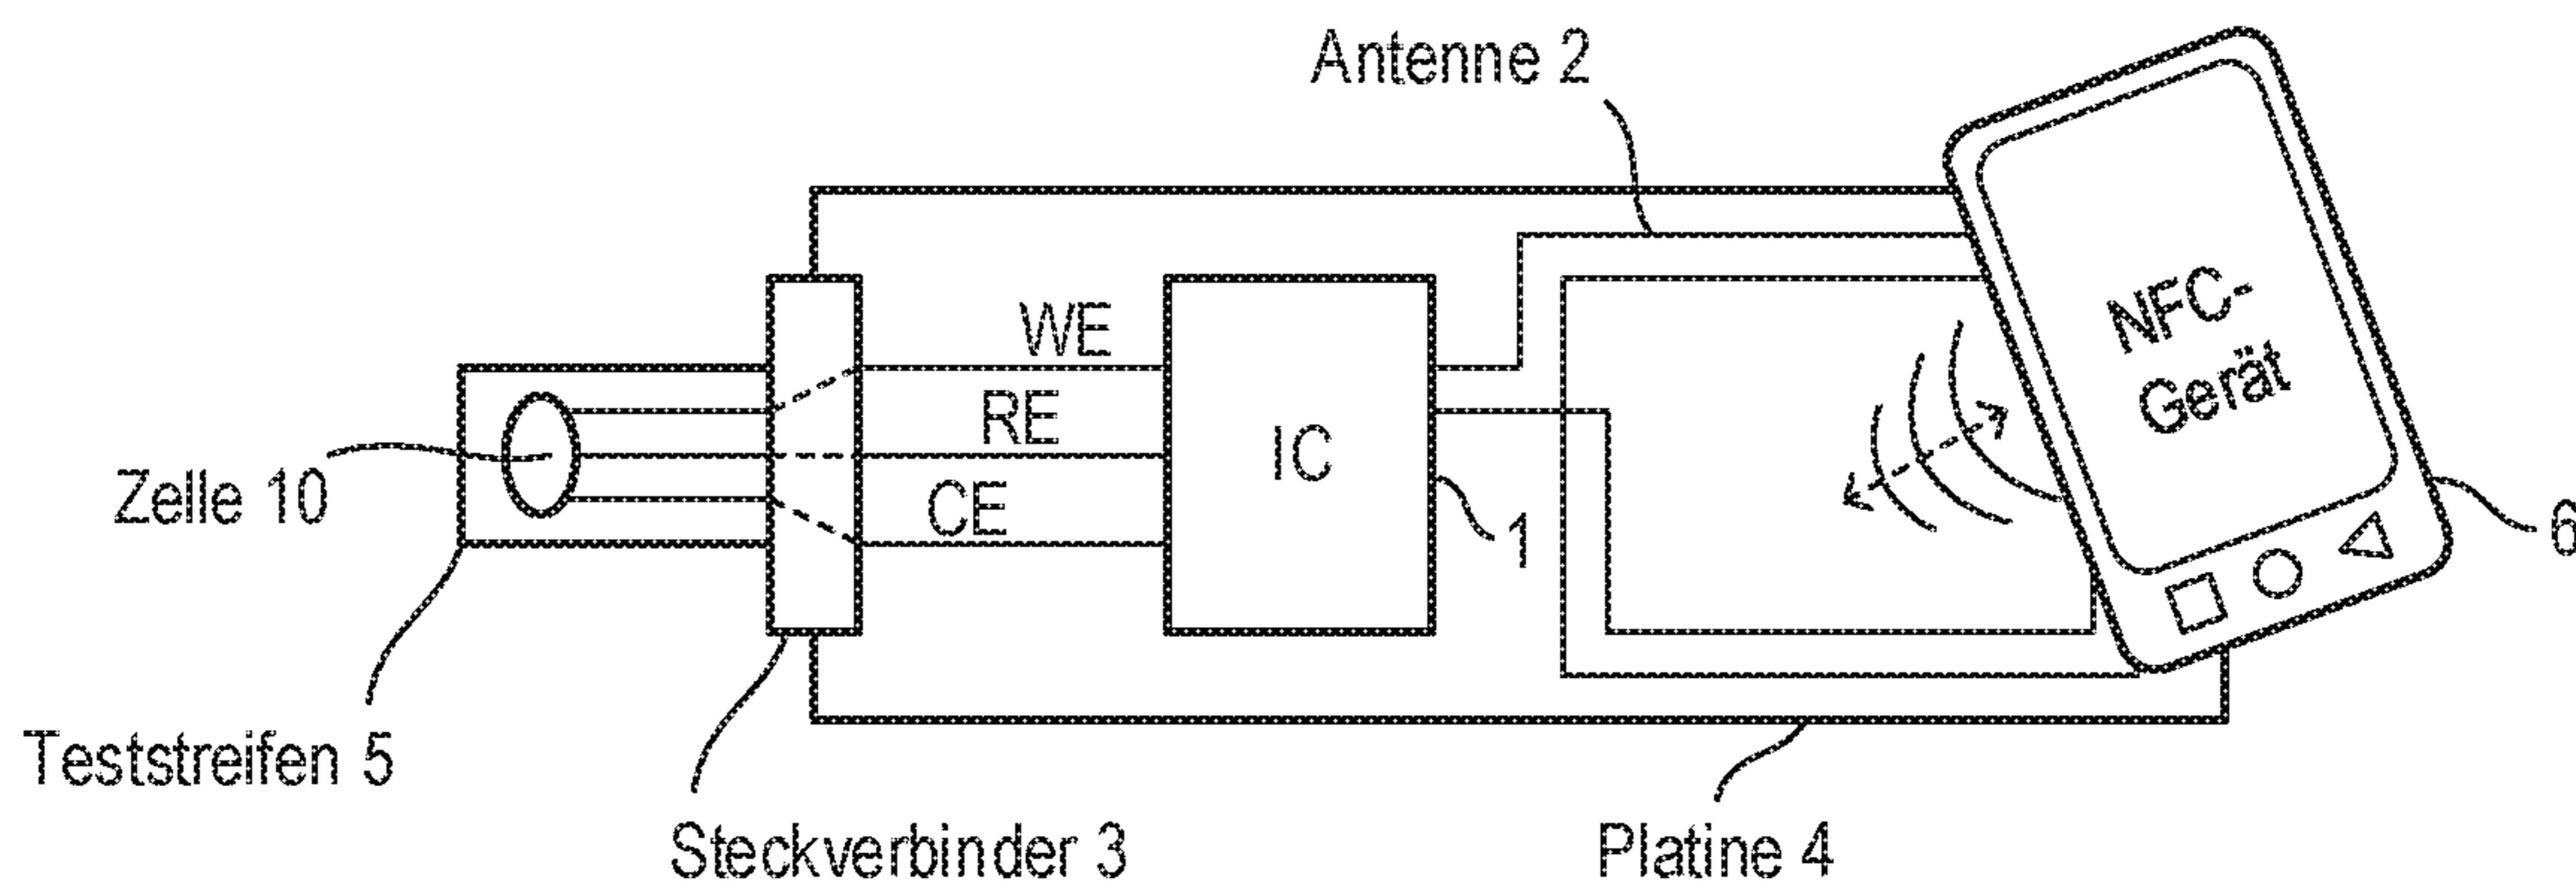 Antenne 2
NFC-
Gerät
WE
RE
CE
IC
Zelle 10
1
6
Teststreifen 5
Steckverbinder 3
Platine 4